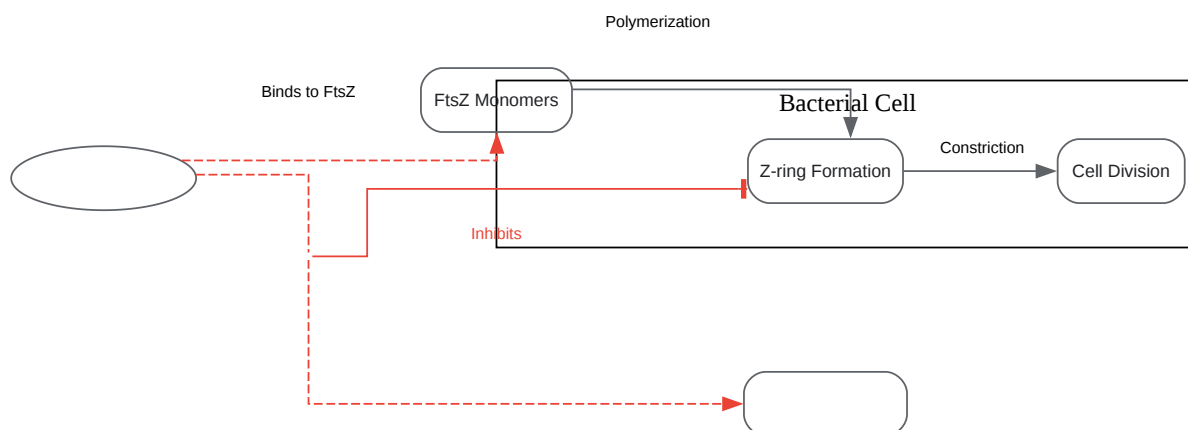 Polymerization
Binds to FtsZ
FtsZ Monomers
Bacterial Cell
Constriction
Z-ring Formation
Cell Division
Inhibits